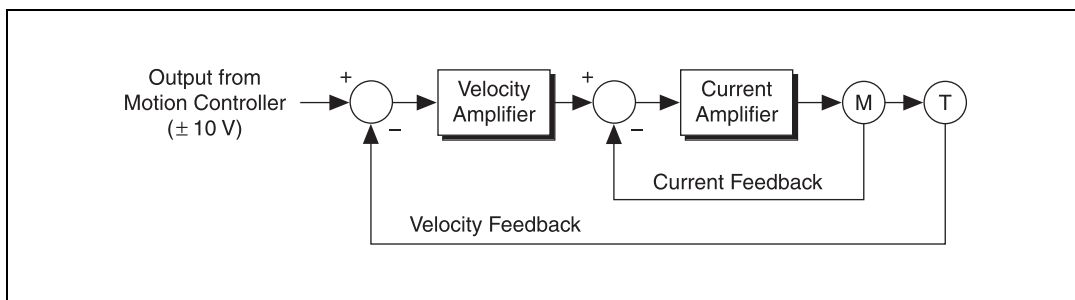 Output from
Motion Controller
(± 10 V)
+
−
Velocity
Amplifier
+
−
Current
Amplifier
M
T
Current Feedback
Velocity Feedback